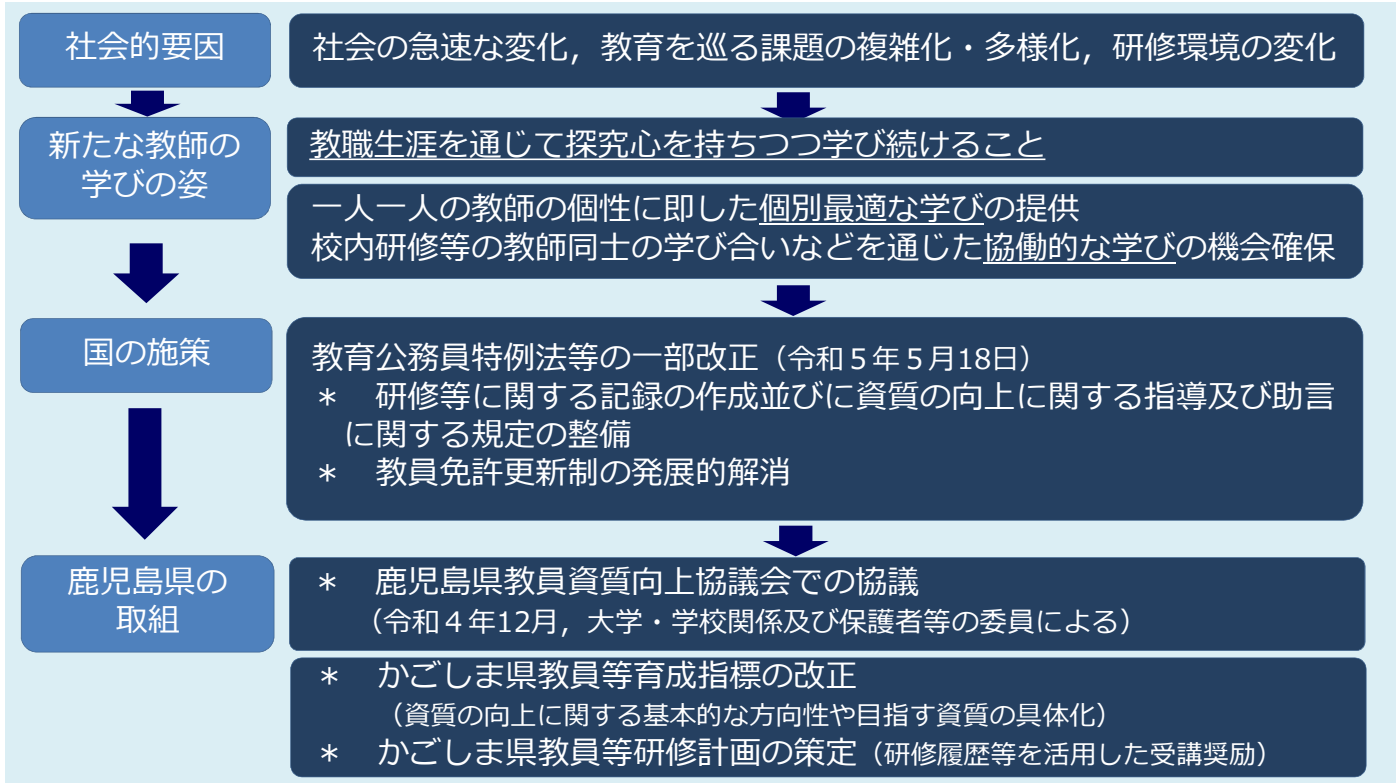 社会的要因
社会の急速な変化，教育を巡る課題の複雑化・多様化，研修環境の変化
新たな教師の
学びの姿
教職生涯を通じて探究心を持ちつつ学び続けること
一人一人の教師の個性に即した個別最適な学びの提供
校内研修等の教師同士の学び合いなどを通じた協働的な学びの機会確保
国の施策
教育公務員特例法等の一部改正（令和５年５月18日）
＊　研修等に関する記録の作成並びに資質の向上に関する指導及び助言
に関する規定の整備
＊　教員免許更新制の発展的解消
鹿児島県の
取組
＊　鹿児島県教員資質向上協議会での協議
（令和４年12月，大学・学校関係及び保護者等の委員による）
＊　かごしま県教員等育成指標の改正
（資質の向上に関する基本的な方向性や目指す資質の具体化）
＊　かごしま県教員等研修計画の策定（研修履歴等を活用した受講奨励）